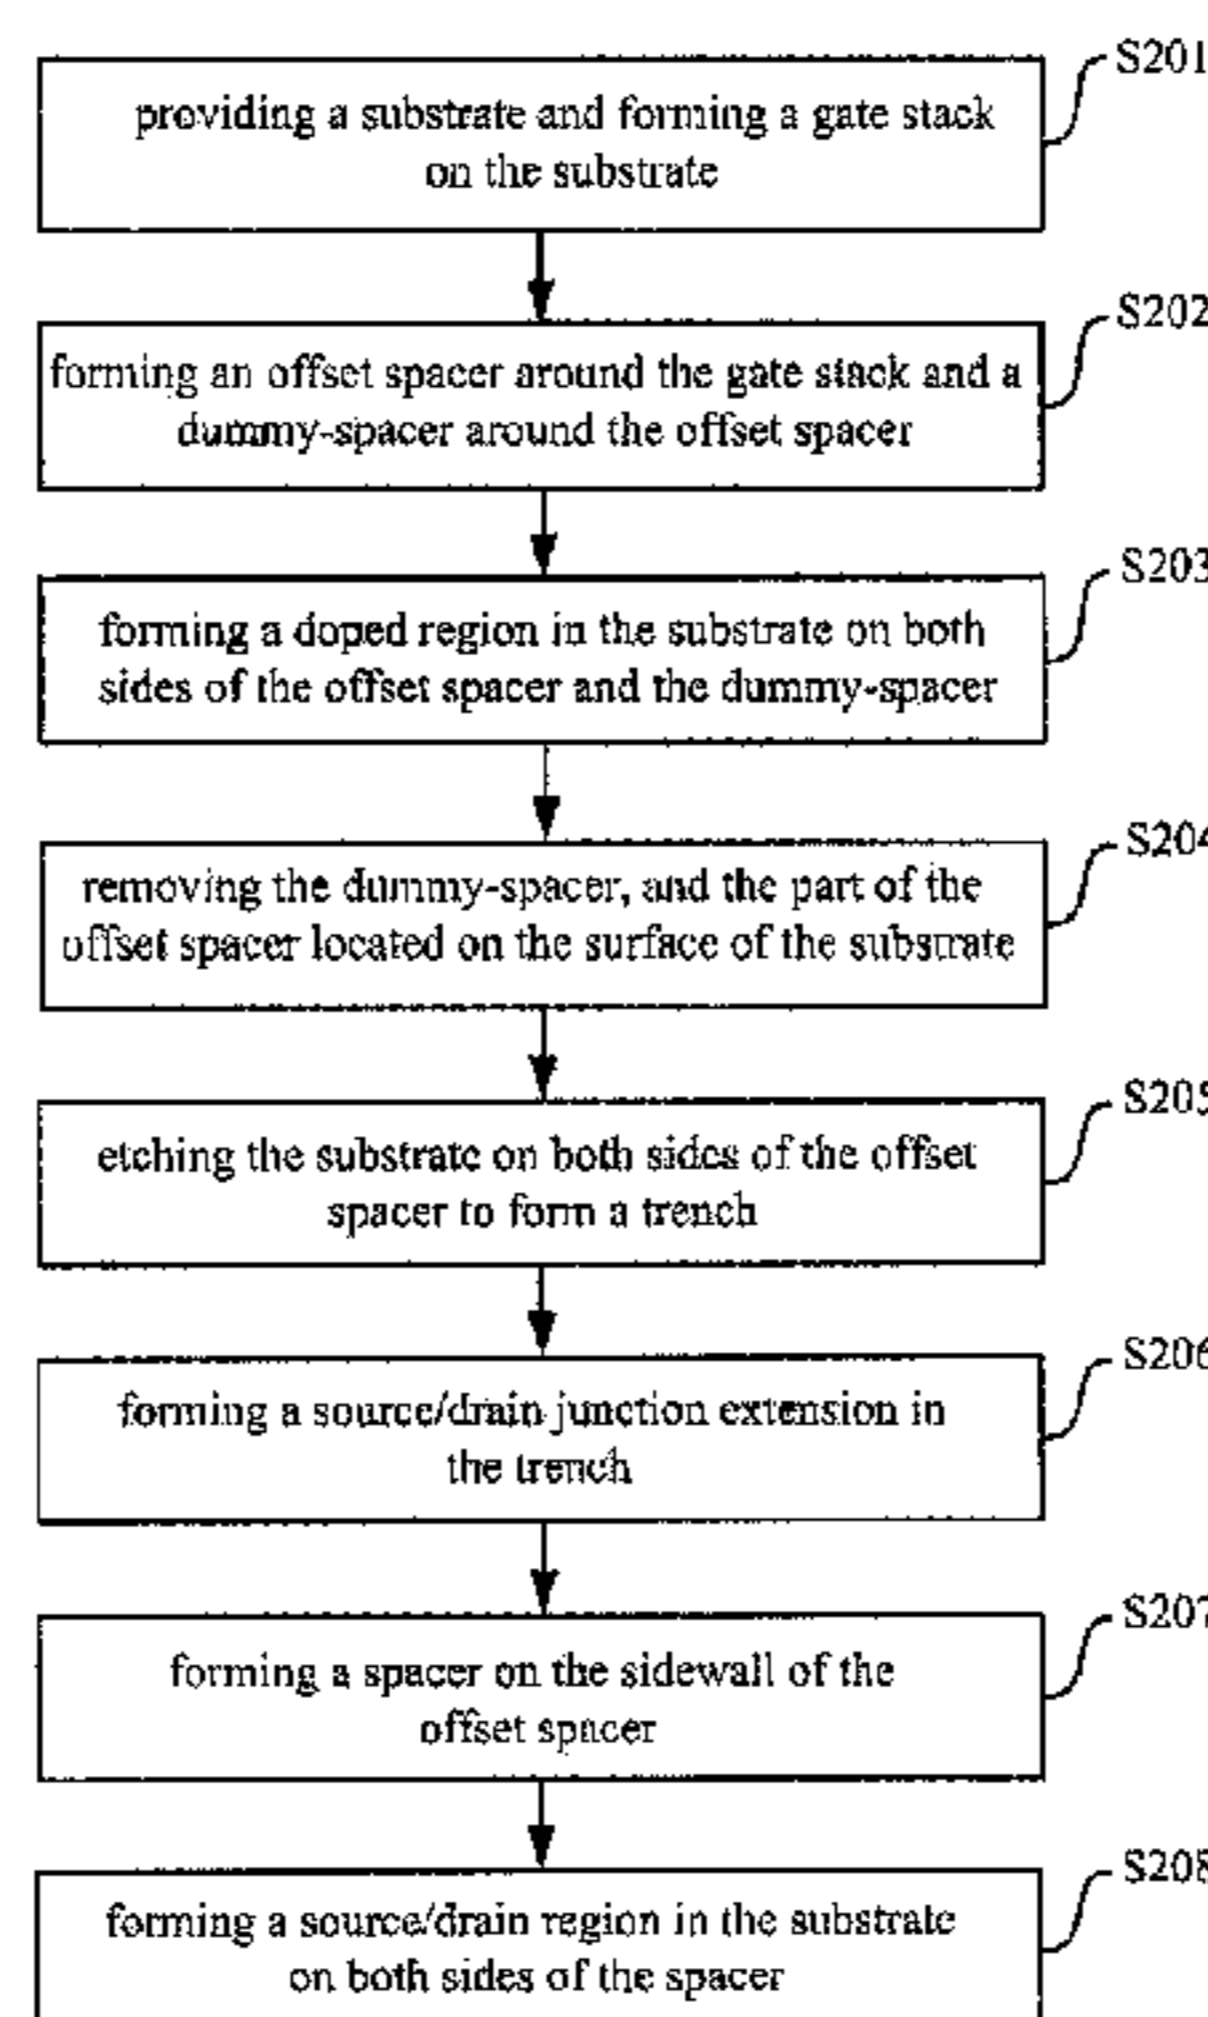 S201
providing a substrate and forming a gate stack
on the substrate
S202
forming an offset spacer around the gate stack and a
dummy-spacer around the offset spacer
S203
forming a doped region in the substrate on both
sides of the offset spacer and the dummy-spacer
S204
removing the dummy-spacer, and the part of the
offset spacer located on the surface of the substrate
S205
etching the substrate on both sides of the offset
spacer to form a trench
S206
forming a source/drain junction extension in
the trench
S207
forming a spacer on the sidewall of the
offset spacer
S208
forming a source/drain region in the substrate
on both sides of the spacer